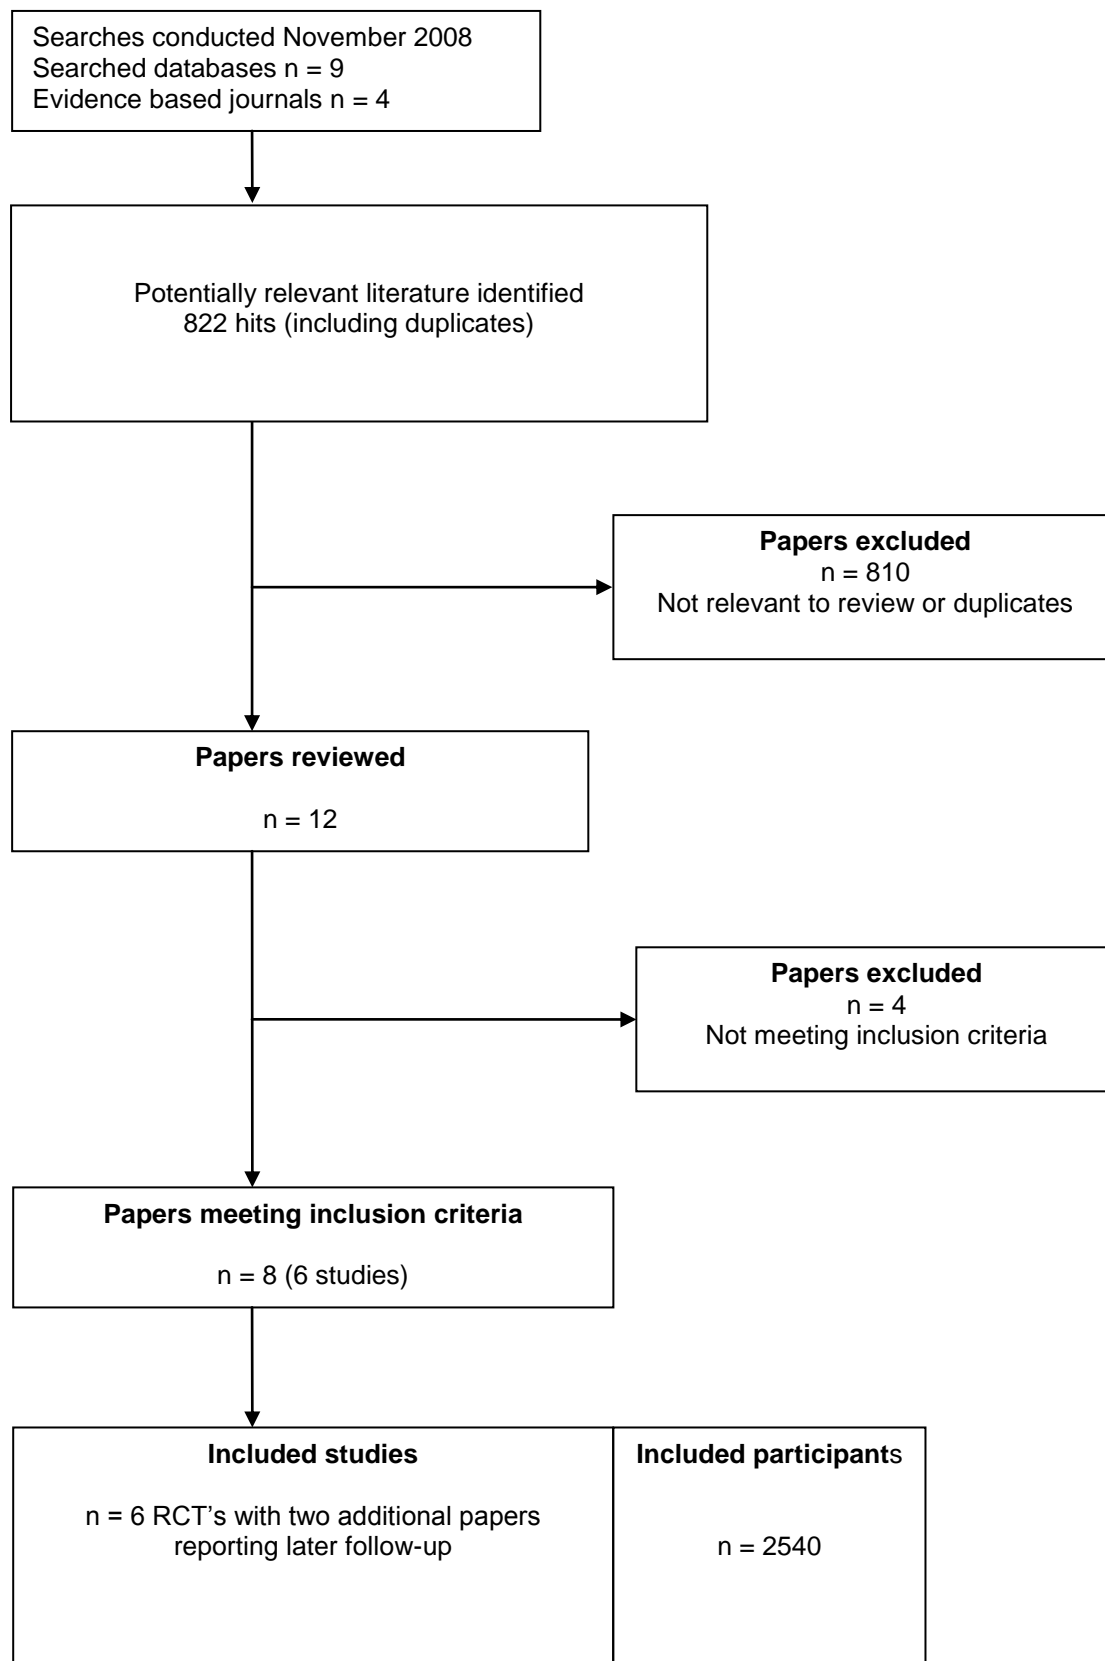 Searches conducted November 2008
Searched databases n = 9
Evidence based journals n = 4
Potentially relevant literature identified
822 hits (including duplicates)
Papers excluded
n = 810
Not relevant to review or duplicates
Papers reviewed
n = 12
Papers excluded
n = 4
Not meeting inclusion criteria
Papers meeting inclusion criteria
n = 8 (6 studies)
Included studies
n = 6 RCT’s with two additional papers
reporting later follow-up
Included participants
n = 2540